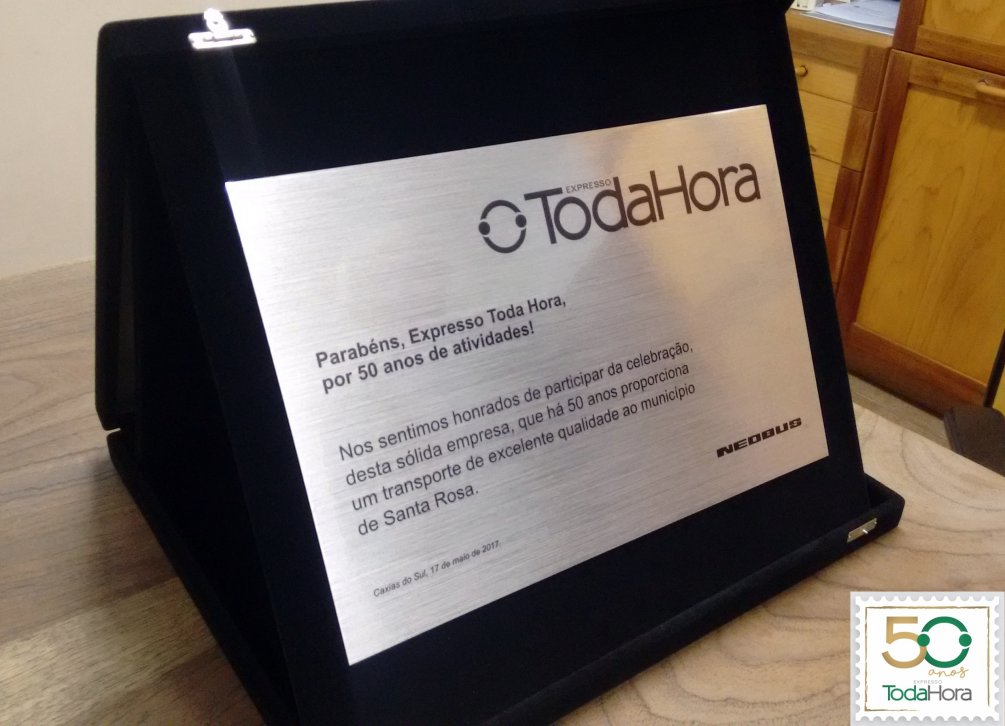 EXPRESSO
TodaHora
Parabéns, Expresso Toda Hora,
por 50 anos de atividades!
Nos sentimos honrados de participar da celebração,
desta sólida empresa, que há 50 anos proporciona
um transporte de excelente qualidade ao município
de Santa Rosa.
NEOBUS
Caxias do Sul, 17 de maio de 2017.
50
anos
EXPRESSO
TodaHora